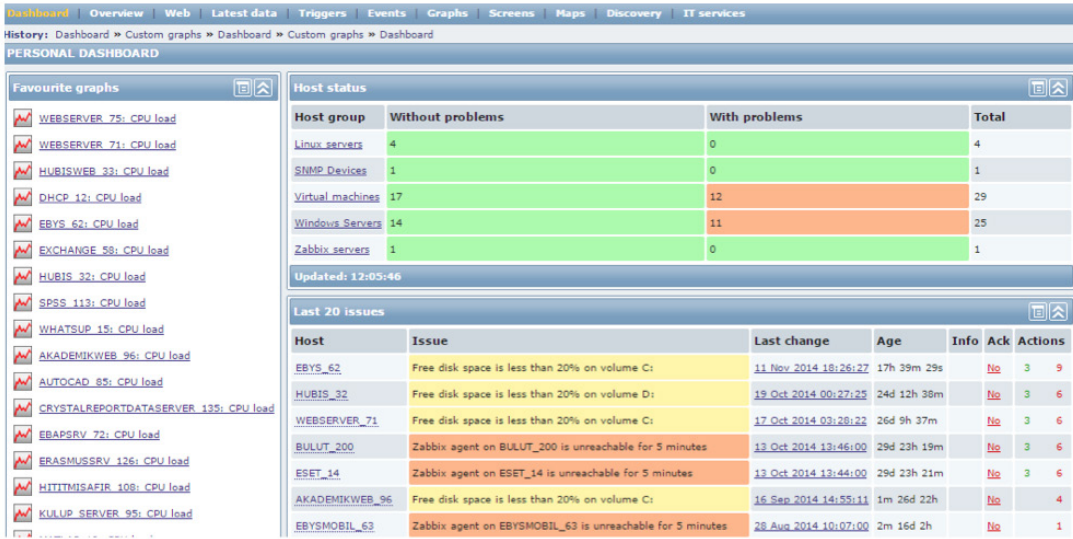 Dashboard | Overview | Web | Latest data | Triggers | Events | Graphs | Screens | Maps | Discovery | IT services
History: Dashboard » Custom graphs » Dashboard » Custom graphs » Dashboard
PERSONAL DASHBOARD
Favourite graphs
WEBSERVER_75: CPU load
WEBSERVER_71: CPU load
HUBISWEB_33: CPU load
DHCP_12: CPU load
EBYS_62: CPU load
EXCHANGE_58: CPU load
HUBIS_32: CPU load
SPSS_113: CPU load
WHATSUP_15: CPU load
AKADEMIKWEB_96: CPU load
AUTOCAD_85: CPU load
CRYSTALREPORTDATASERVER_135: CPU load
EBAPSRV_72: CPU load
ERASMUSSRV_126: CPU load
HITITMISAFIR_108: CPU load
KULUP_SERVER_95: CPU load
Host status
Host group Without problems With problems Total
Linux servers 4 0 4
SNMP Devices 1 0 1
Virtual machines 17 12 29
Windows Servers 14 11 25
Zabbix servers 1 0 1
Updated: 12:05:46
Last 20 issues
Host Issue Last change Age Info Ack Actions
EBYS_62 Free disk space is less than 20% on volume C: 11 Nov 2014 18:26:27 17h 39m 29s No 3 9
HUBIS_32 Free disk space is less than 20% on volume D: 19 Oct 2014 00:27:25 24d 12h 38m No 3 6
WEBSERVER_71 Free disk space is less than 20% on volume C: 17 Oct 2014 03:28:22 26d 9h 37m No 3 6
BULUT_200 Zabbix agent on BULUT_200 is unreachable for 5 minutes 13 Oct 2014 13:46:00 29d 23h 19m No 3 6
ESET_14 Zabbix agent on ESET_14 is unreachable for 5 minutes 13 Oct 2014 13:44:00 29d 23h 21m No 3 6
AKADEMIKWEB_96 Free disk space is less than 20% on volume C: 16 Sep 2014 14:55:11 1m 26d 22h No 4
EBYSMOBIL_63 Zabbix agent on EBYSMOBIL_63 is unreachable for 5 minutes 28 Aug 2014 10:07:00 2m 16d 2h No 1